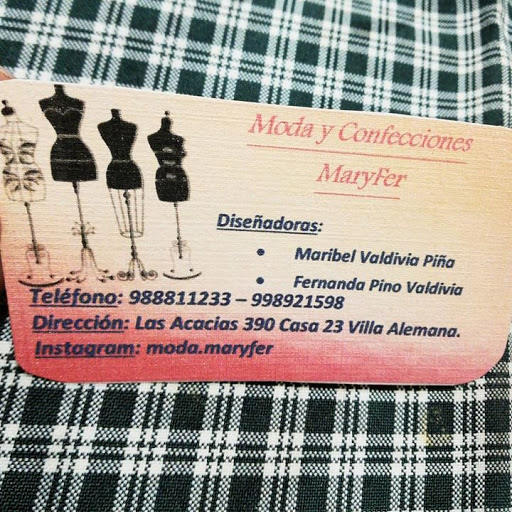 Moda y Confecciones
MaryFer
Diseñadoras:
• Maribel Valdivia Piña
• Fernanda Pino Valdivia
Teléfono: 988811233 – 998921598
Dirección: Las Acacias 390 Casa 23 Villa Alemana.
Instagram: moda.maryfer